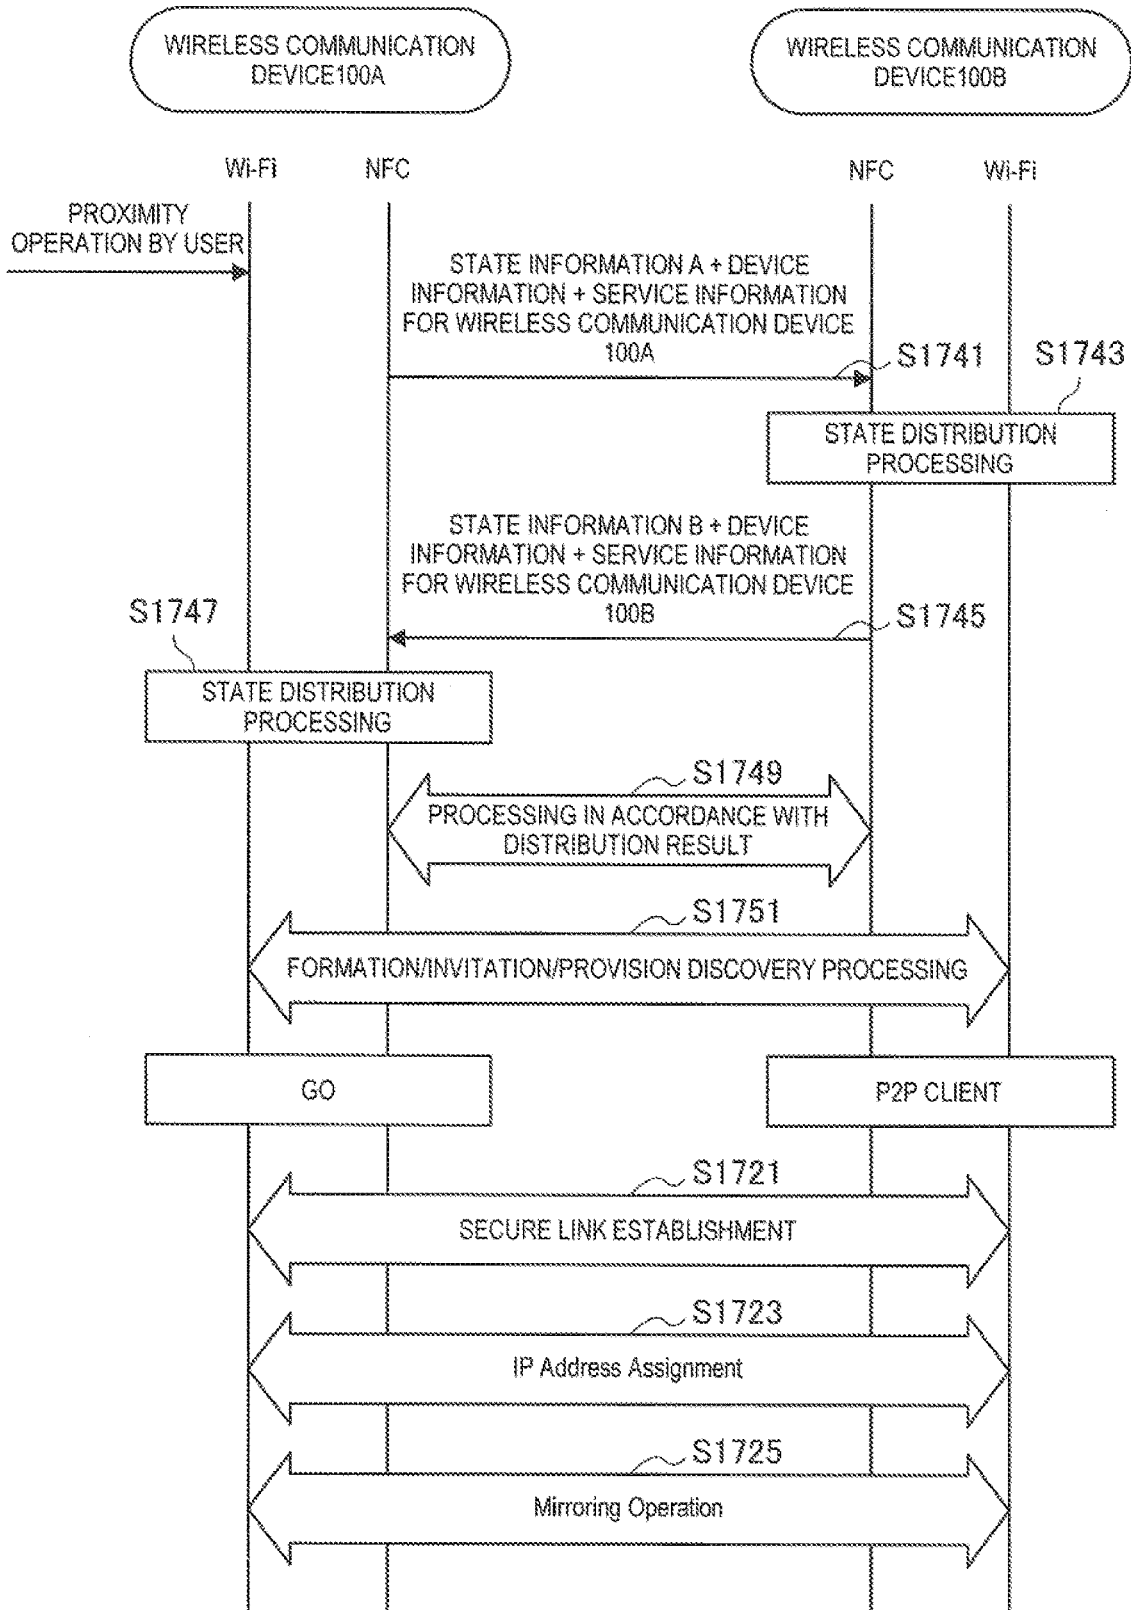 WIRELESS COMMUNICATION
DEVICE100A
WIRELESS COMMUNICATION
DEVICE100B
Wi-Fi
NFC
NFC
Wi-Fi
PROXIMITY
OPERATION BY USER
STATE INFORMATION A + DEVICE
INFORMATION + SERVICE INFORMATION
FOR WIRELESS COMMUNICATION DEVICE
100A
S1741
S1743
STATE DISTRIBUTION
PROCESSING
STATE INFORMATION B + DEVICE
INFORMATION + SERVICE INFORMATION
FOR WIRELESS COMMUNICATION DEVICE
100B
S1745
S1747
STATE DISTRIBUTION
PROCESSING
S1749
PROCESSING IN ACCORDANCE WITH
DISTRIBUTION RESULT
S1751
FORMATION/INVITATION/PROVISION DISCOVERY PROCESSING
GO
P2P CLIENT
S1721
SECURE LINK ESTABLISHMENT
S1723
IP Address Assignment
S1725
Mirroring Operation